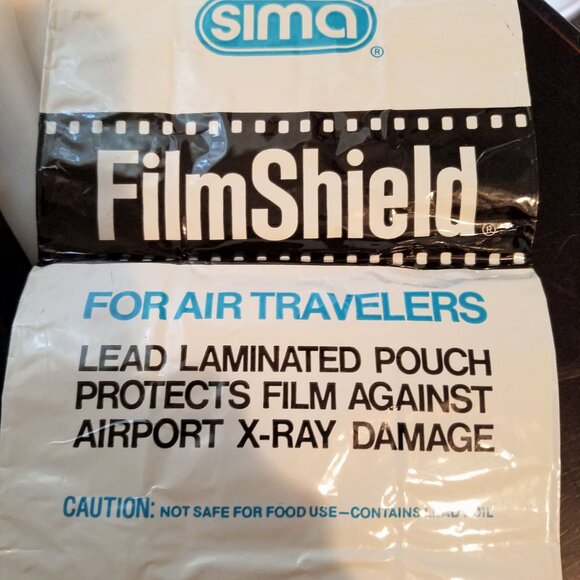 sima ®
FilmShield®
FOR AIR TRAVELERS
LEAD LAMINATED POUCH
PROTECTS FILM AGAINST
AIRPORT X-RAY DAMAGE
CAUTION: NOT SAFE FOR FOOD USE—CONTAINS LEAD